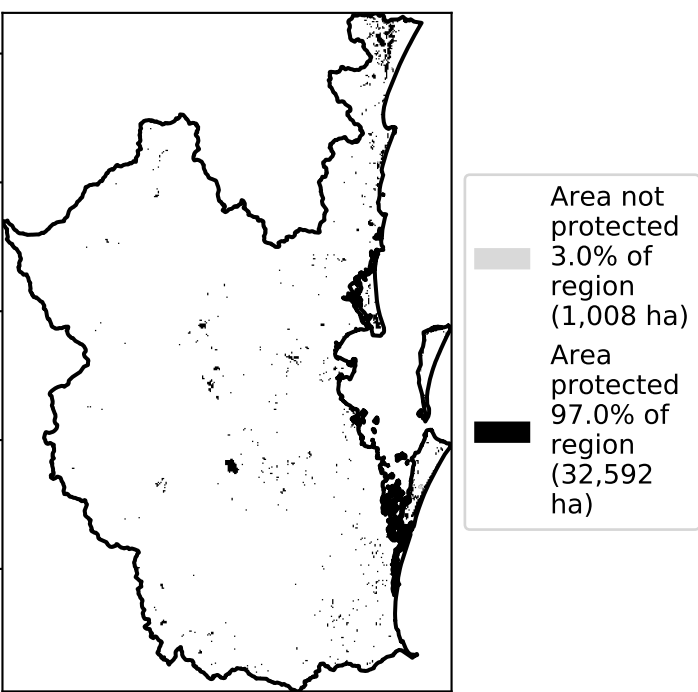 Area not
protected
3.0% of
region
(1,008 ha)
Area
protected
97.0% of
region
(32,592
ha)